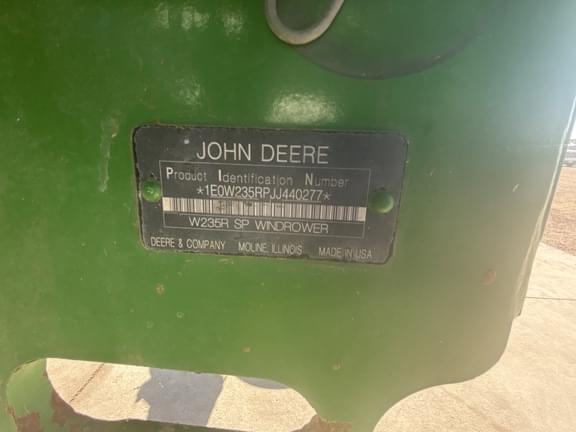 JOHN DEERE
Product Identification Number
*1E0W235RPJJ440277*
W235R SP WINDROWER
DEERE & COMPANY MOLINE, ILLINOIS MADE IN USA